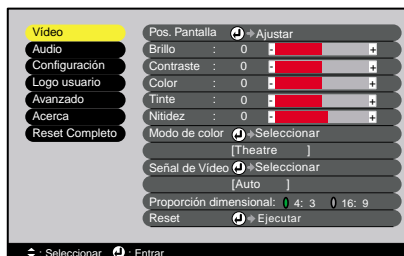 Vídeo
Audio
Configuración
Logo usuario
Avanzado
Acerca
Reset Completo
Pos. Pantalla Ajustar
Brillo : 0 - +
Contraste : 0 - +
Color : 0 - +
Tinte : 0 - +
Nitidez : 0 - +
Modo de color Seleccionar
[Theatre ]
Señal de Vídeo Seleccionar
[Auto ]
Proporción dimensional: 4: 3 16: 9
Reset Ejecutar
: Seleccionar : Entrar